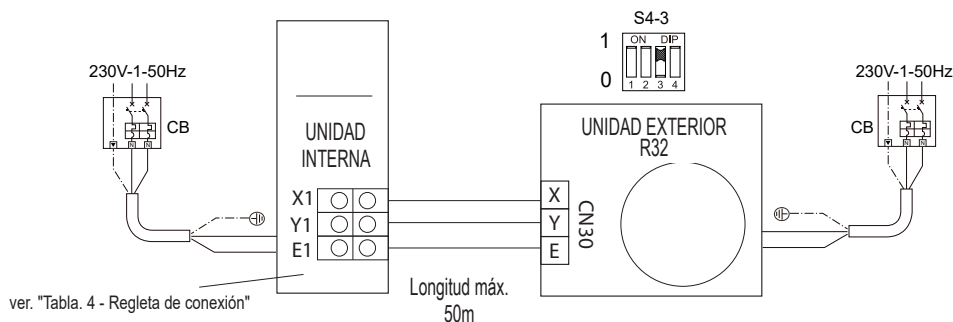 S4-3
1
ON DIP
0
1 2 3 4
230V-1-50Hz
CB
N
UNIDAD
INTERNA
X1
Y1
E1
ver. "Tabla. 4 - Regleta de conexión"
Longitud máx.
50m
UNIDAD EXTERIOR
R32
X
Y
E
CN30
230V-1-50Hz
CB
N